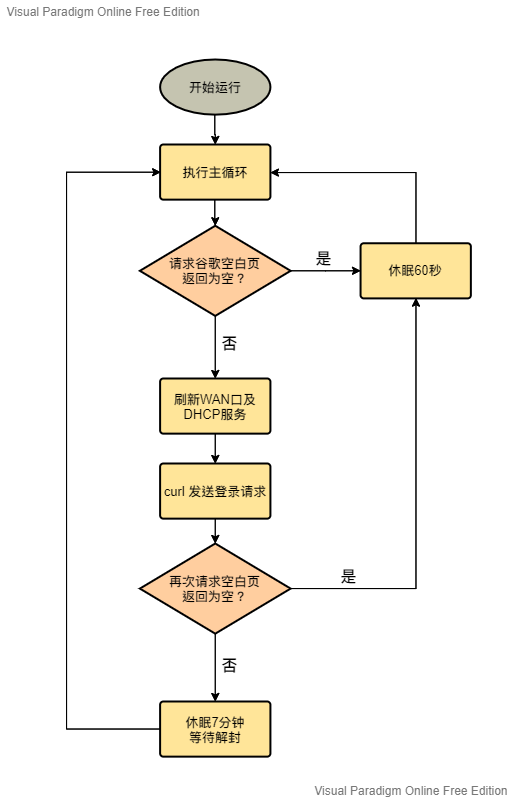 Visual Paradigm Online Free Edition
开始运行
执行主循环
请求谷歌空白页
返回为空？
是
休眠60秒
否
刷新WAN口及
DHCP服务
curl 发送登录请求
再次请求空白页
返回为空？
是
否
休眠7分钟
等待解封
Visual Paradigm Online Free Edition